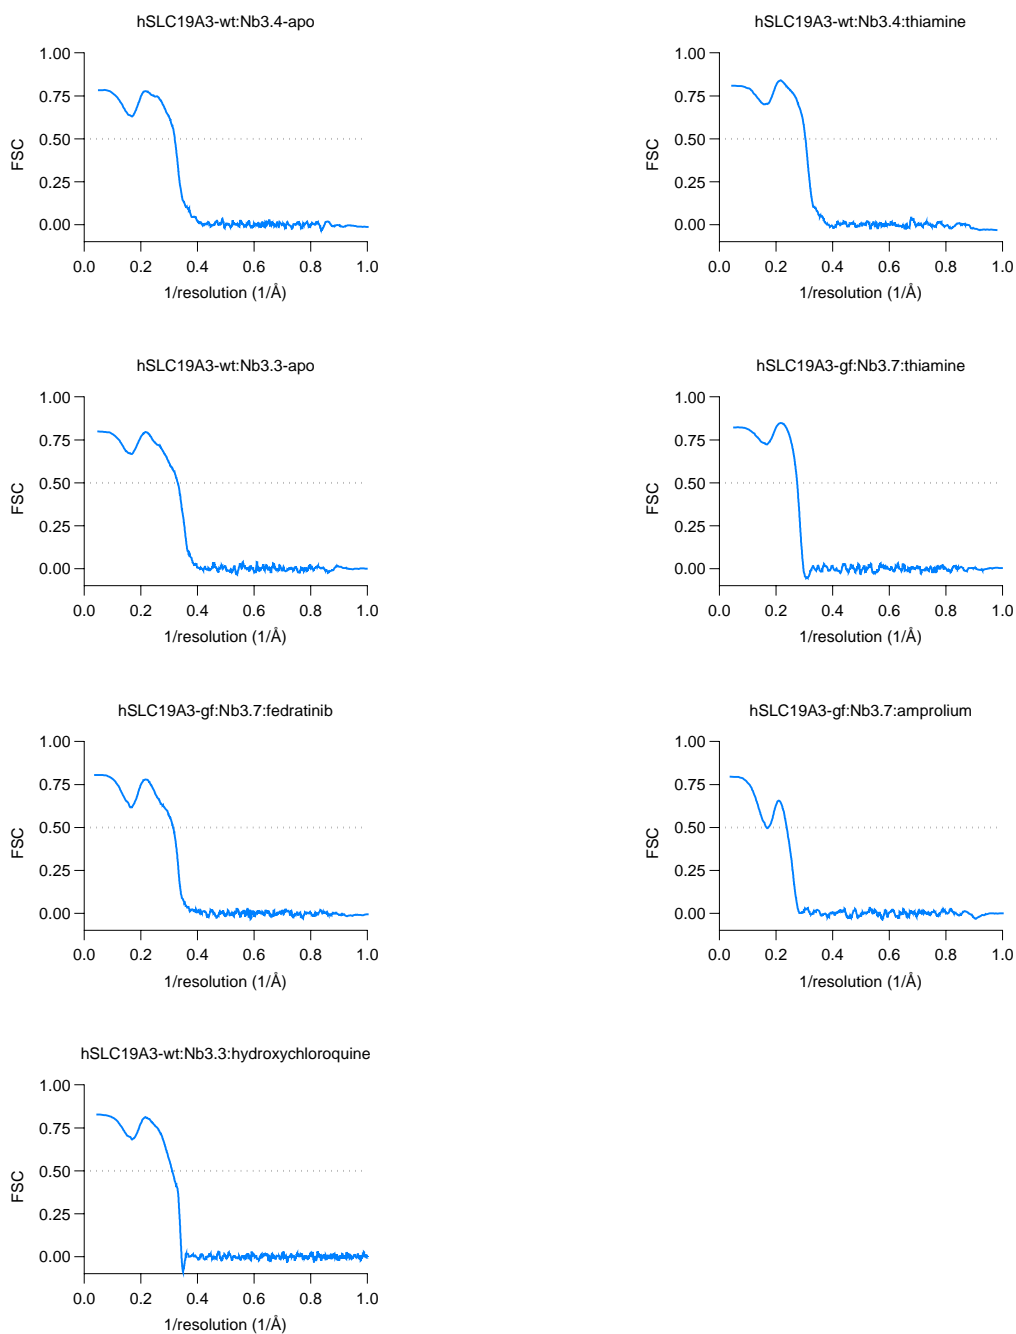 hSLC19A3-wt:Nb3.4-apo
1.00
0.75
0.50
0.25
0.00
FSC
0.0 0.2 0.4 0.6 0.8 1.0
1/resolution (1/Å)
hSLC19A3-wt:Nb3.4:thiamine
1.00
0.75
0.50
0.25
0.00
FSC
0.0 0.2 0.4 0.6 0.8 1.0
1/resolution (1/Å)
hSLC19A3-wt:Nb3.3-apo
1.00
0.75
0.50
0.25
0.00
FSC
0.0 0.2 0.4 0.6 0.8 1.0
1/resolution (1/Å)
hSLC19A3-gf:Nb3.7:thiamine
1.00
0.75
0.50
0.25
0.00
FSC
0.0 0.2 0.4 0.6 0.8 1.0
1/resolution (1/Å)
hSLC19A3-gf:Nb3.7:fedratinib
1.00
0.75
0.50
0.25
0.00
FSC
0.0 0.2 0.4 0.6 0.8 1.0
1/resolution (1/Å)
hSLC19A3-gf:Nb3.7:amprolium
1.00
0.75
0.50
0.25
0.00
FSC
0.0 0.2 0.4 0.6 0.8 1.0
1/resolution (1/Å)
hSLC19A3-wt:Nb3.3:hydroxychloroquine
1.00
0.75
0.50
0.25
0.00
FSC
0.0 0.2 0.4 0.6 0.8 1.0
1/resolution (1/Å)